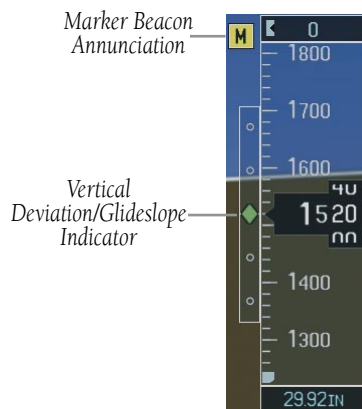 Marker Beacon
Annunciation
M
0
1800
1700
1600
40
Vertical
Deviation/Glideslope
Indicator
1520
00
1400
1300
29.92IN